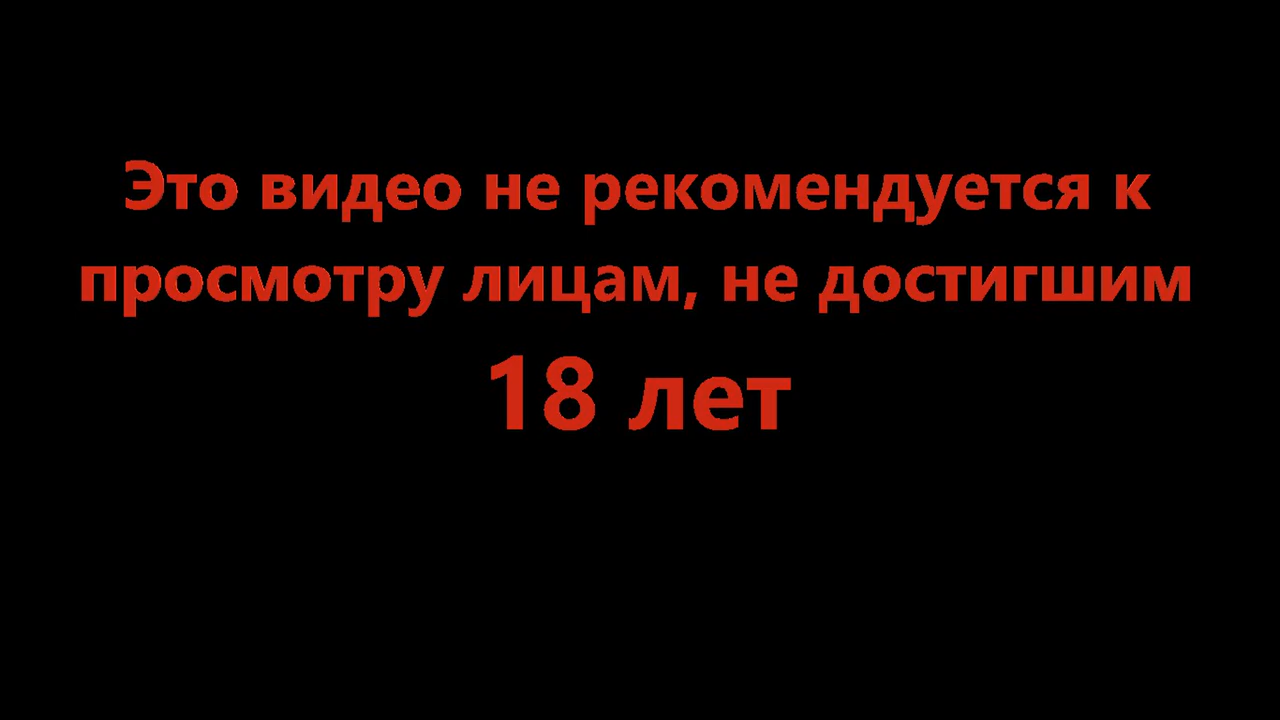 Это видео не рекомендуется к
просмотру лицам, не достигшим
18 лет